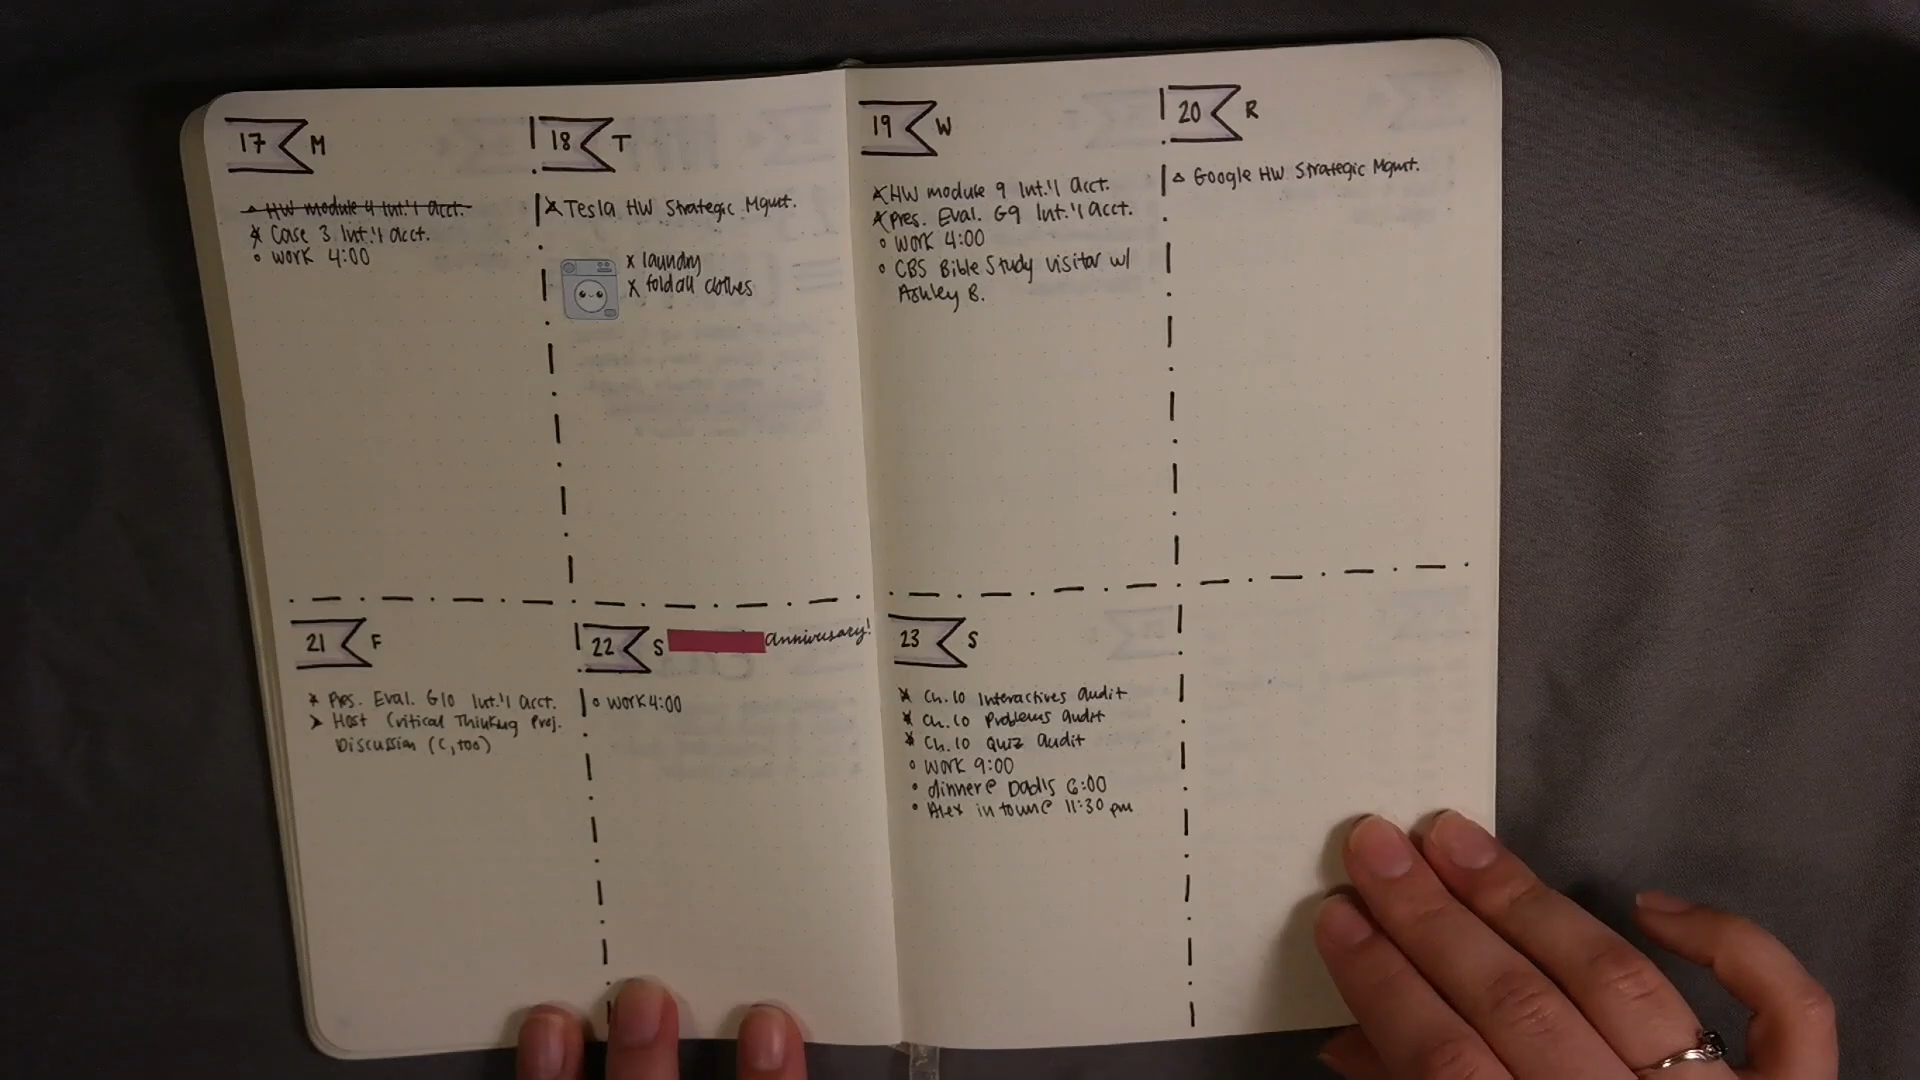 17 M
△ HW module 4 Int.'l Acct.
x Case 3 Int.'l Acct.
o work 4:00
18 T
x Tesla HW Strategic Mgmt.
x laundry
x fold all clothes
19 W
x HW module 9 Int.'l Acct.
x Pres. Eval. G9 Int.'l Acct.
o work 4:00
o CBS Bible Study visitor w/
Ashley B.
20 R
△ Google HW Strategic Mgmt.
21 F
x Pres. Eval. G10 Int.'l Acct.
> Host Critical Thinking Proj.
Discussion (C, too)
22 S anniversary!
o work 4:00
23 S
x Ch. 10 Interactives audit
x Ch. 10 Problems audit
x Ch. 10 Quiz audit
o work 9:00
o dinner @ Dad's 6:00
o Alex in town @ 11:30 pm